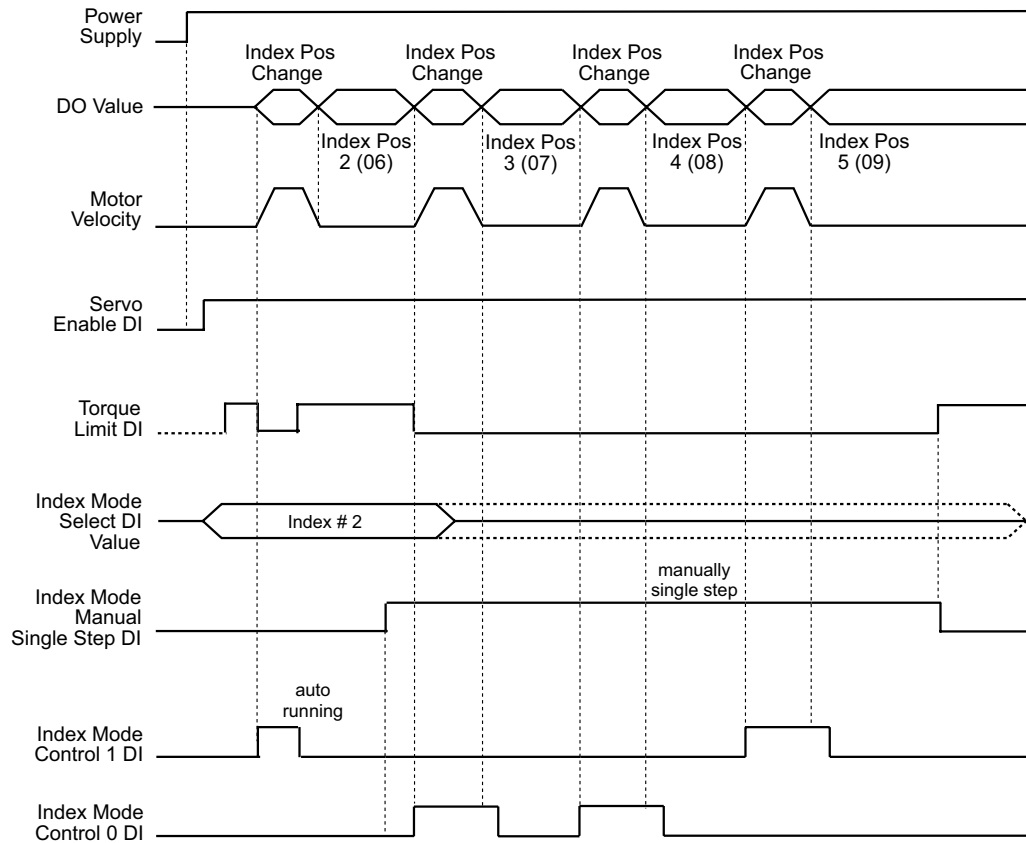 Power
Supply
Index Pos
Change
Index Pos
Change
Index Pos
Change
Index Pos
Change
DO Value
Index Pos
2 (06)
Index Pos
3 (07)
Index Pos
4 (08)
Index Pos
5 (09)
Motor
Velocity
Servo
Enable DI
Torque
Limit DI
Index Mode
Select DI
Value
Index # 2
manually
single step
Index Mode
Manual
Single Step DI
auto
running
Index Mode
Control 1 DI
Index Mode
Control 0 DI